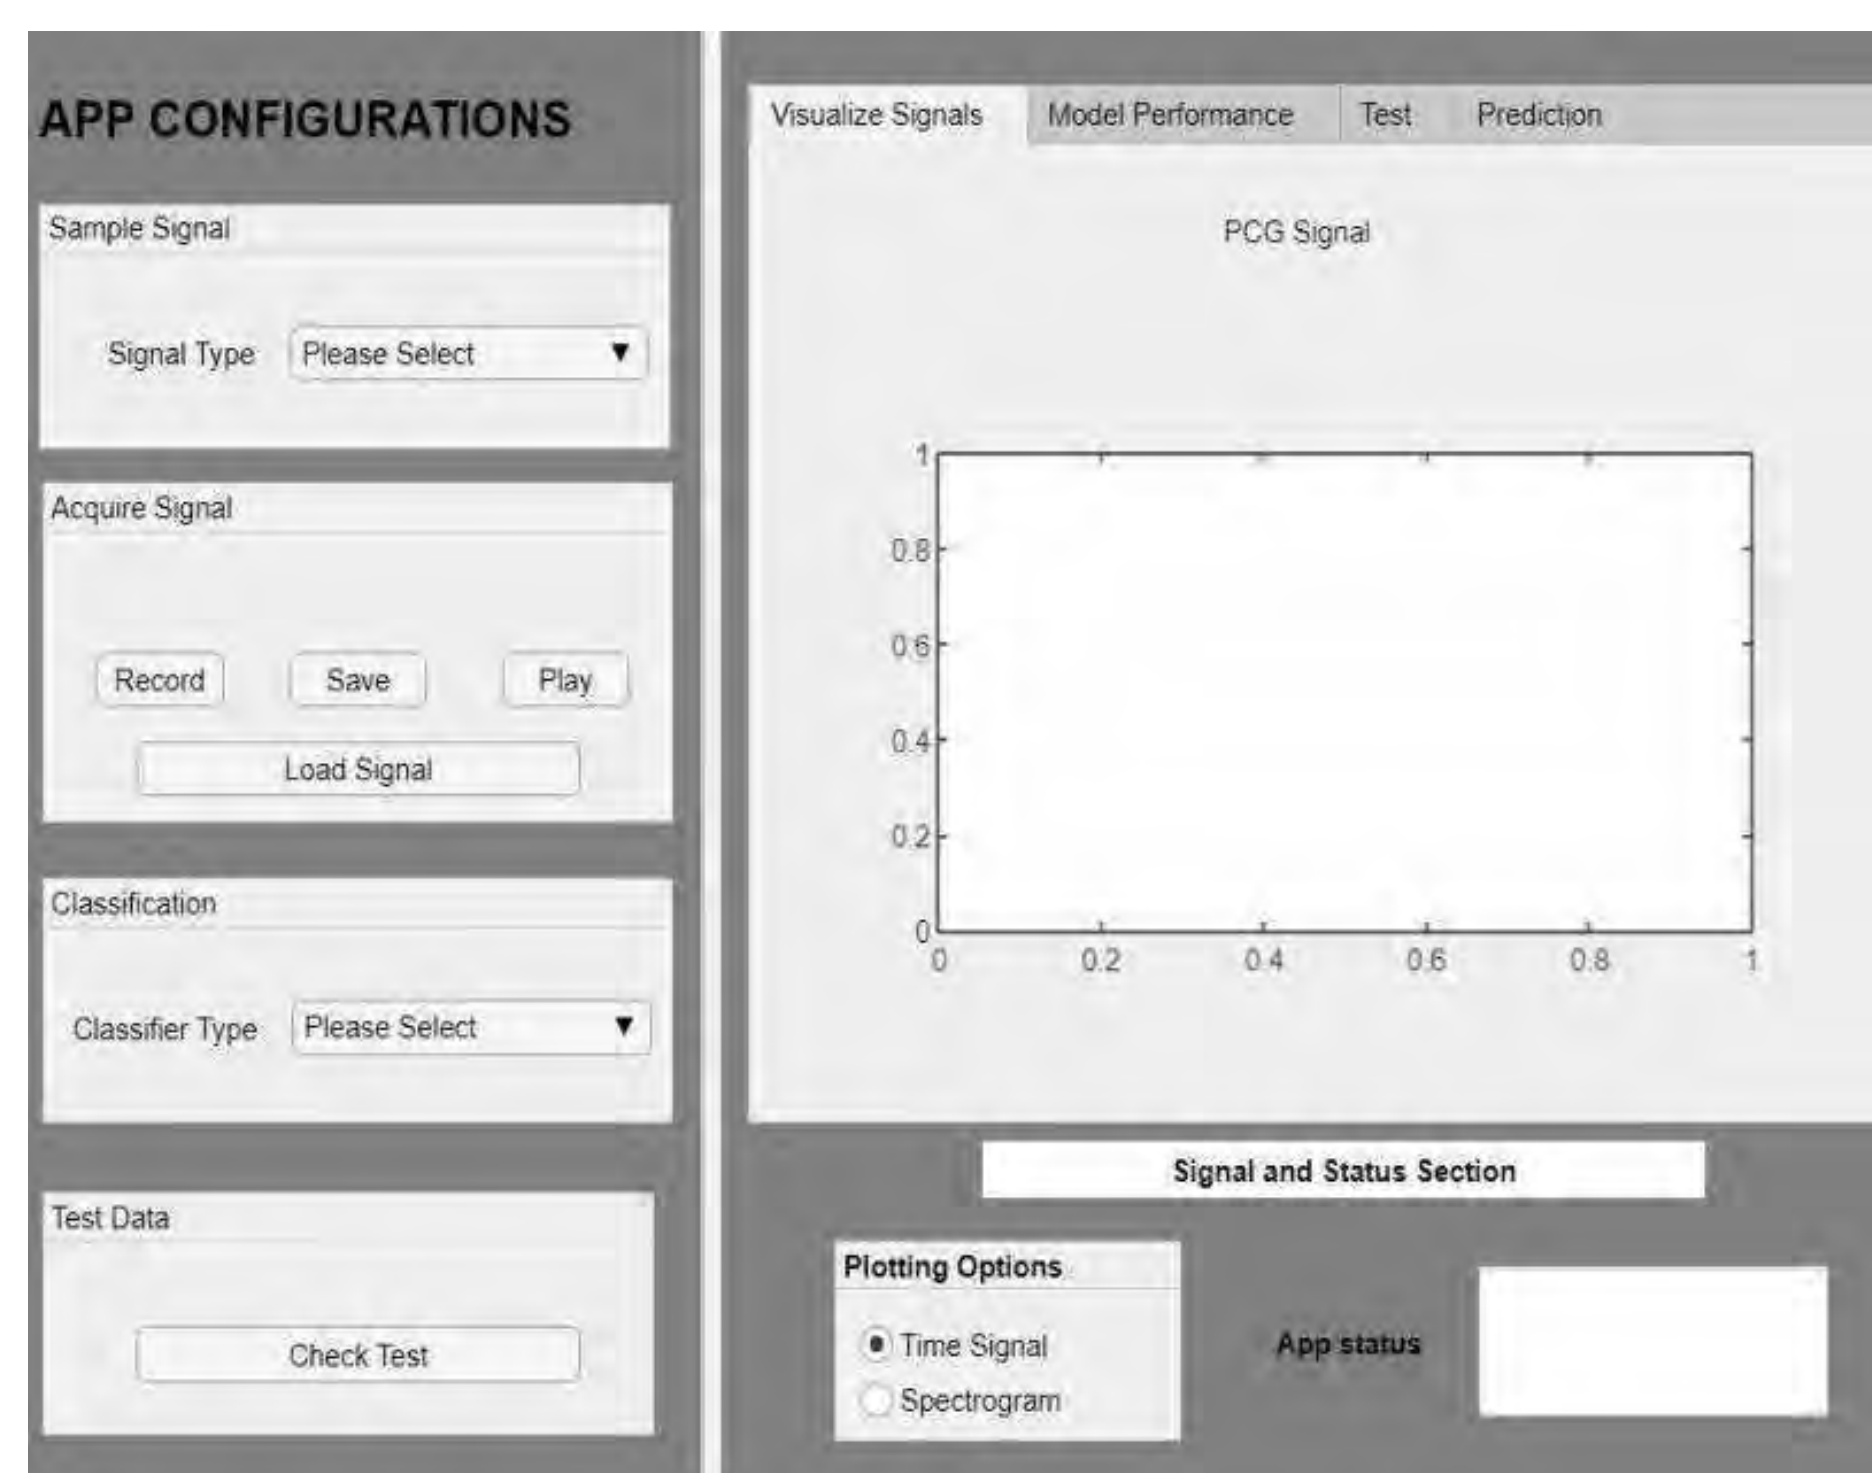 APP CONFIGURATIONS
Sample Signal
Signal Type Please Select
Acquire Signal
Record Save Play
Load Signal
Classification
Classifier Type Please Select
Test Data
Check Test
Visualize Signals Model Performance Test Prediction
PCG Signal
1
0.8
0.6
0.4
0.2
0
0 0.2 0.4 0.6 0.8 1
Signal and Status Section
Plotting Options
Time Signal
Spectrogram
App status